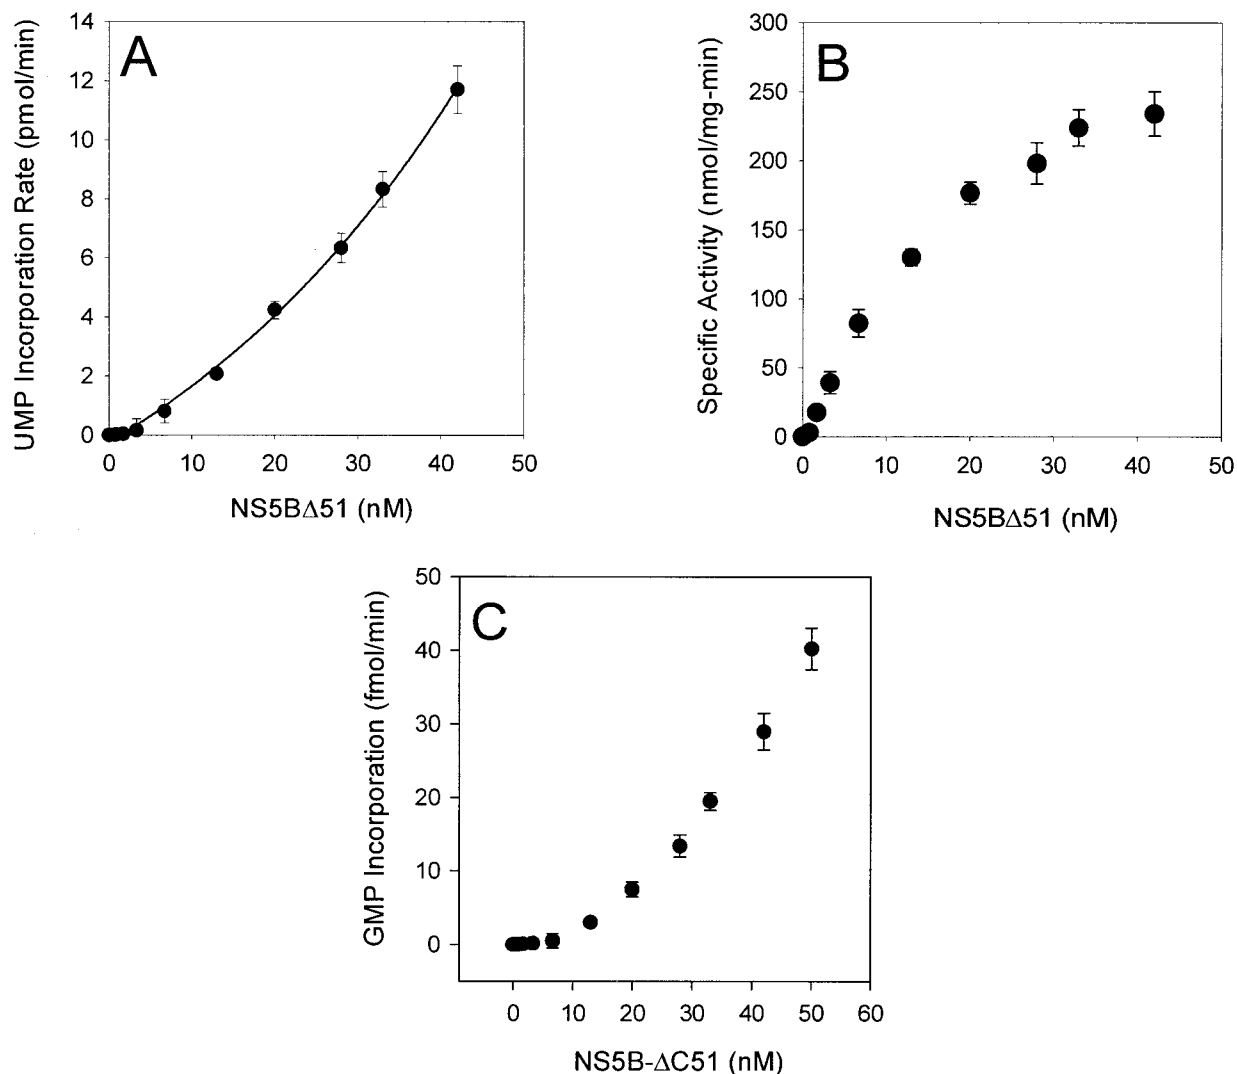 A
UMP Incorporation Rate (pmol/min)
14
12
10
8
6
4
2
0
0 10 20 30 40 50
NS5BΔ51 (nM)
B
Specific Activity (nmol/mg-min)
300
250
200
150
100
50
0
0 10 20 30 40 50
NS5BΔ51 (nM)
C
GMP Incorporation (fmol/min)
50
40
30
20
10
0
0 10 20 30 40 50 60
NS5B-ΔC51 (nM)